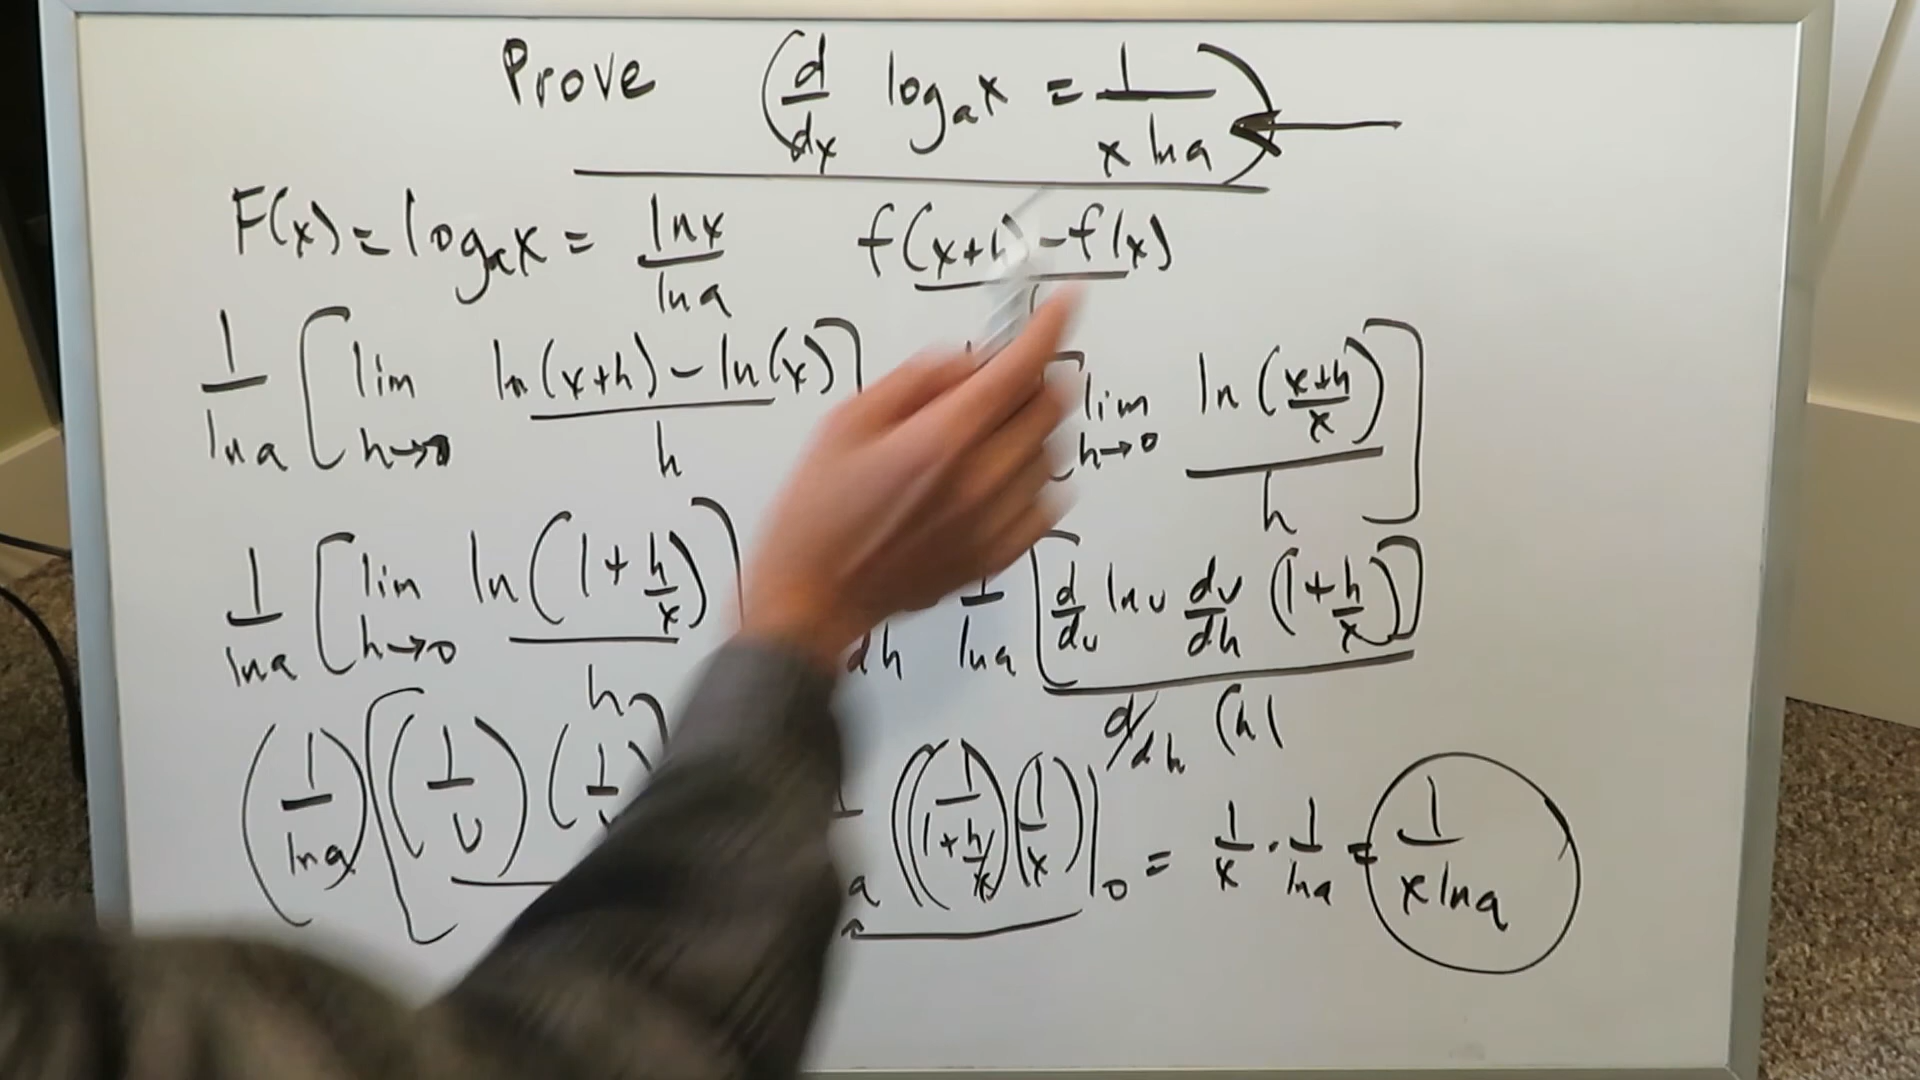 Prove (d/dx logₐx = 1/(x ln a)) ←
F(x) = logₐx = ln x/ln a f(x+h) - f(x)
1/ln a [lim h→0 (ln(x+h) - ln(x))/h] [lim h→0 ln((x+h)/x)/h]
1/ln a [lim h→0 ln(1 + h/x)/h] dh 1/ln a [d/du ln u du/dh (1 + h/x)]/(d/dh (h))
(1/ln a)[(1/u)(1/ a ((1/(1+h/x))(1/x))|₀ = 1/x · 1/ln a = 1/(x ln a)